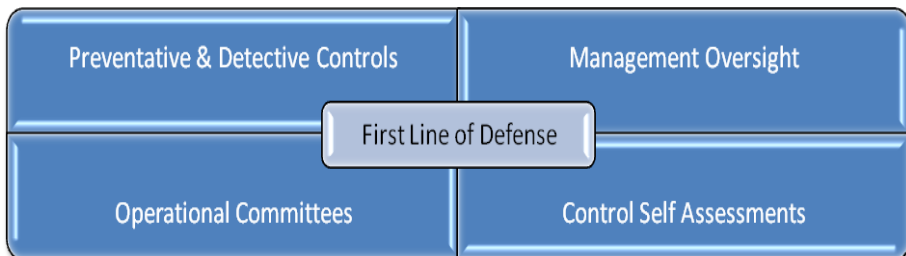 Preventative & Detective Controls
Management Oversight
First Line of Defense
Operational Committees
Control Self Assessments